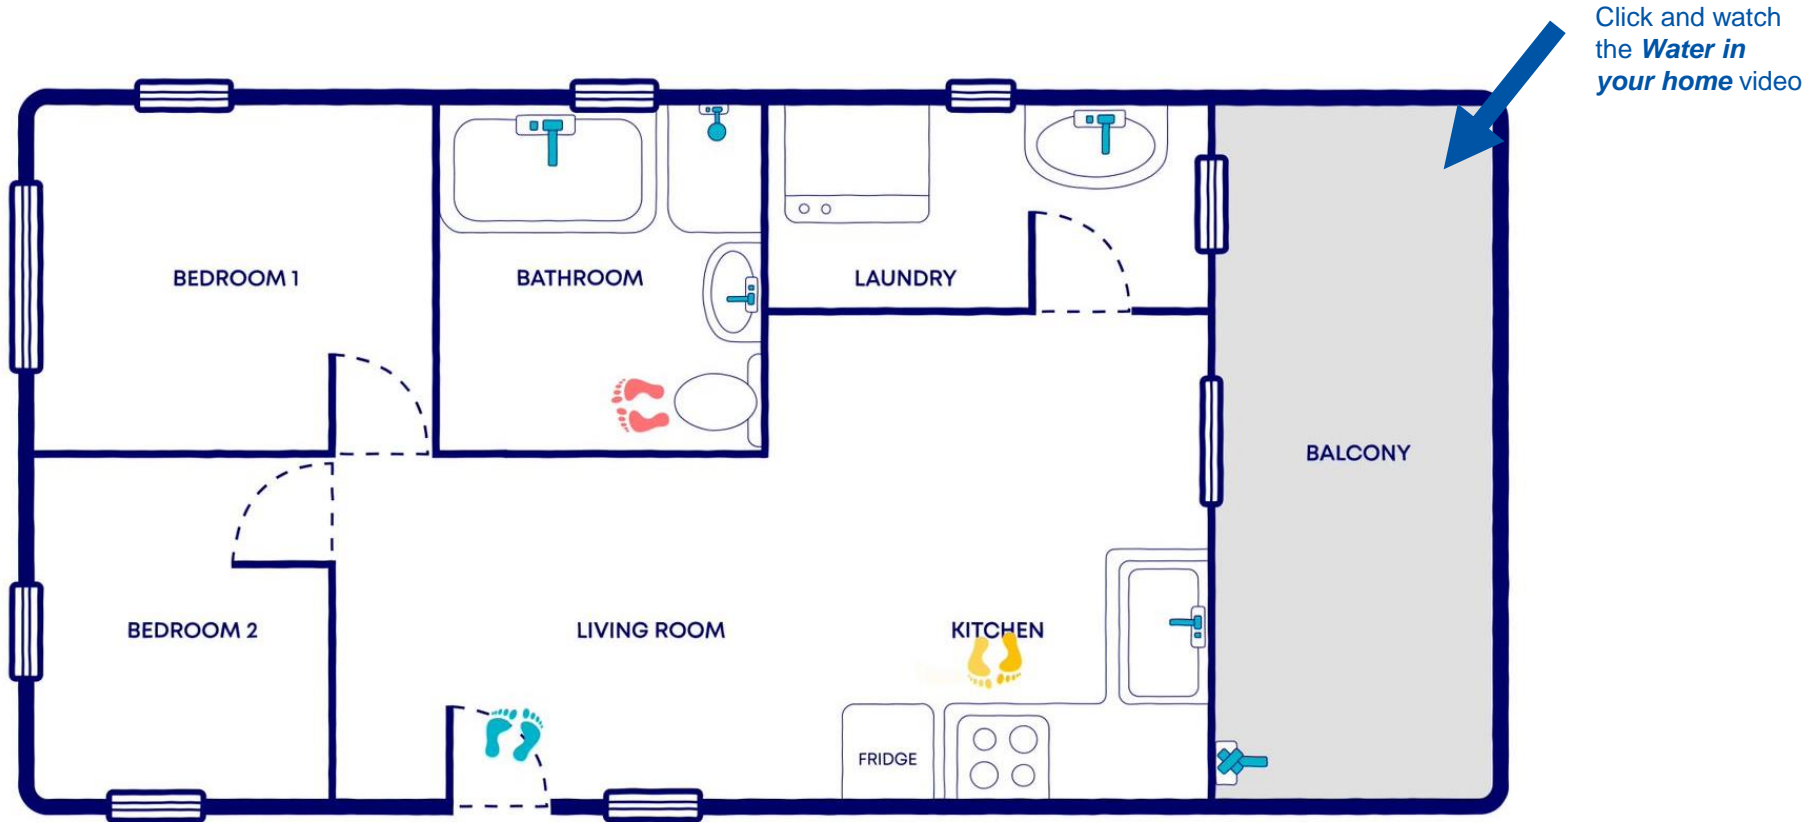 Click and watch
the Water in
your home video
BEDROOM 1
BATHROOM
LAUNDRY
BALCONY
BEDROOM 2
LIVING ROOM
KITCHEN
FRIDGE